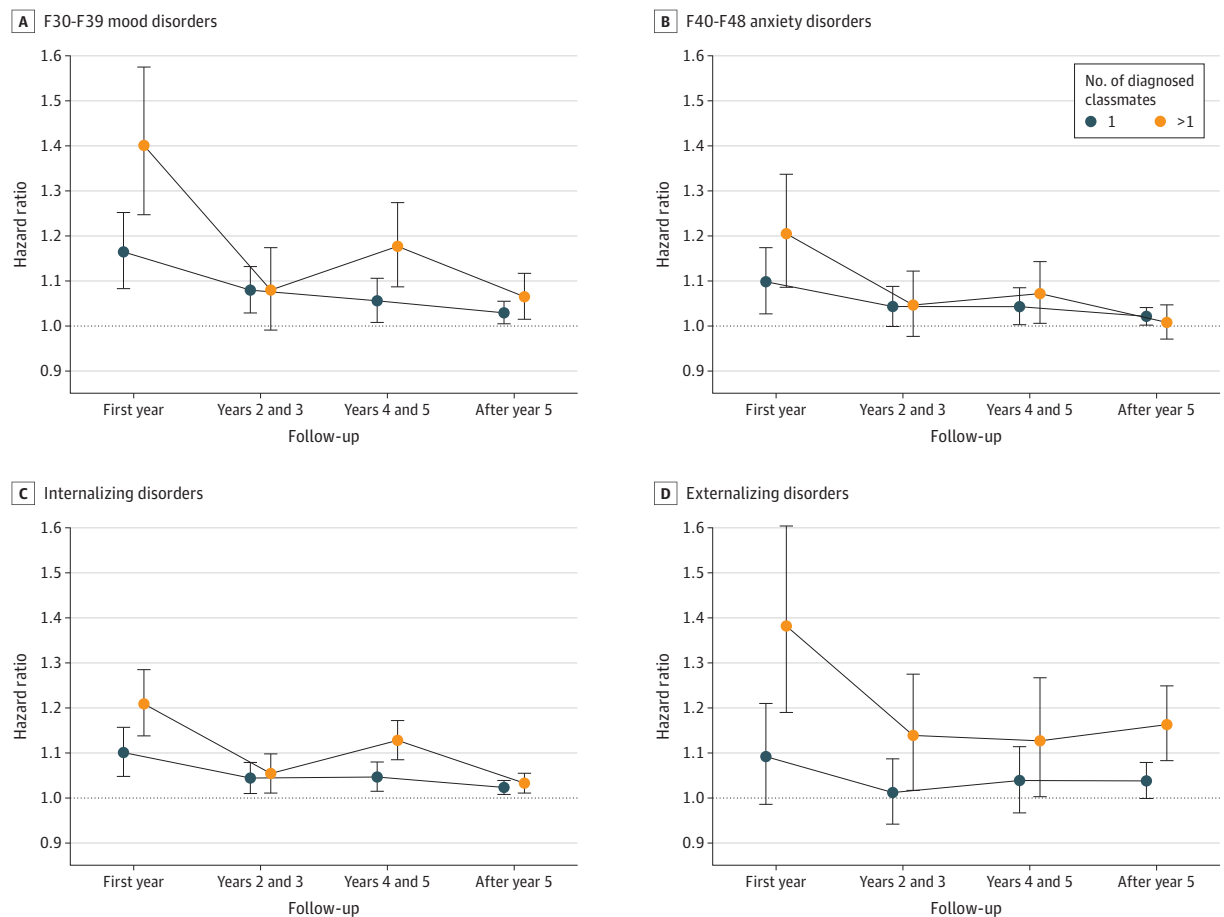 A F30-F39 mood disorders
1.6
1.5
1.4
1.3
1.2
1.1
1.0
0.9
Hazard ratio
First year
Years 2 and 3
Years 4 and 5
After year 5
Follow-up
B F40-F48 anxiety disorders
1.6
1.5
1.4
1.3
1.2
1.1
1.0
0.9
Hazard ratio
No. of diagnosed
classmates
1 >1
First year
Years 2 and 3
Years 4 and 5
After year 5
Follow-up
C Internalizing disorders
1.6
1.5
1.4
1.3
1.2
1.1
1.0
0.9
Hazard ratio
First year
Years 2 and 3
Years 4 and 5
After year 5
Follow-up
D Externalizing disorders
1.6
1.5
1.4
1.3
1.2
1.1
1.0
0.9
Hazard ratio
First year
Years 2 and 3
Years 4 and 5
After year 5
Follow-up